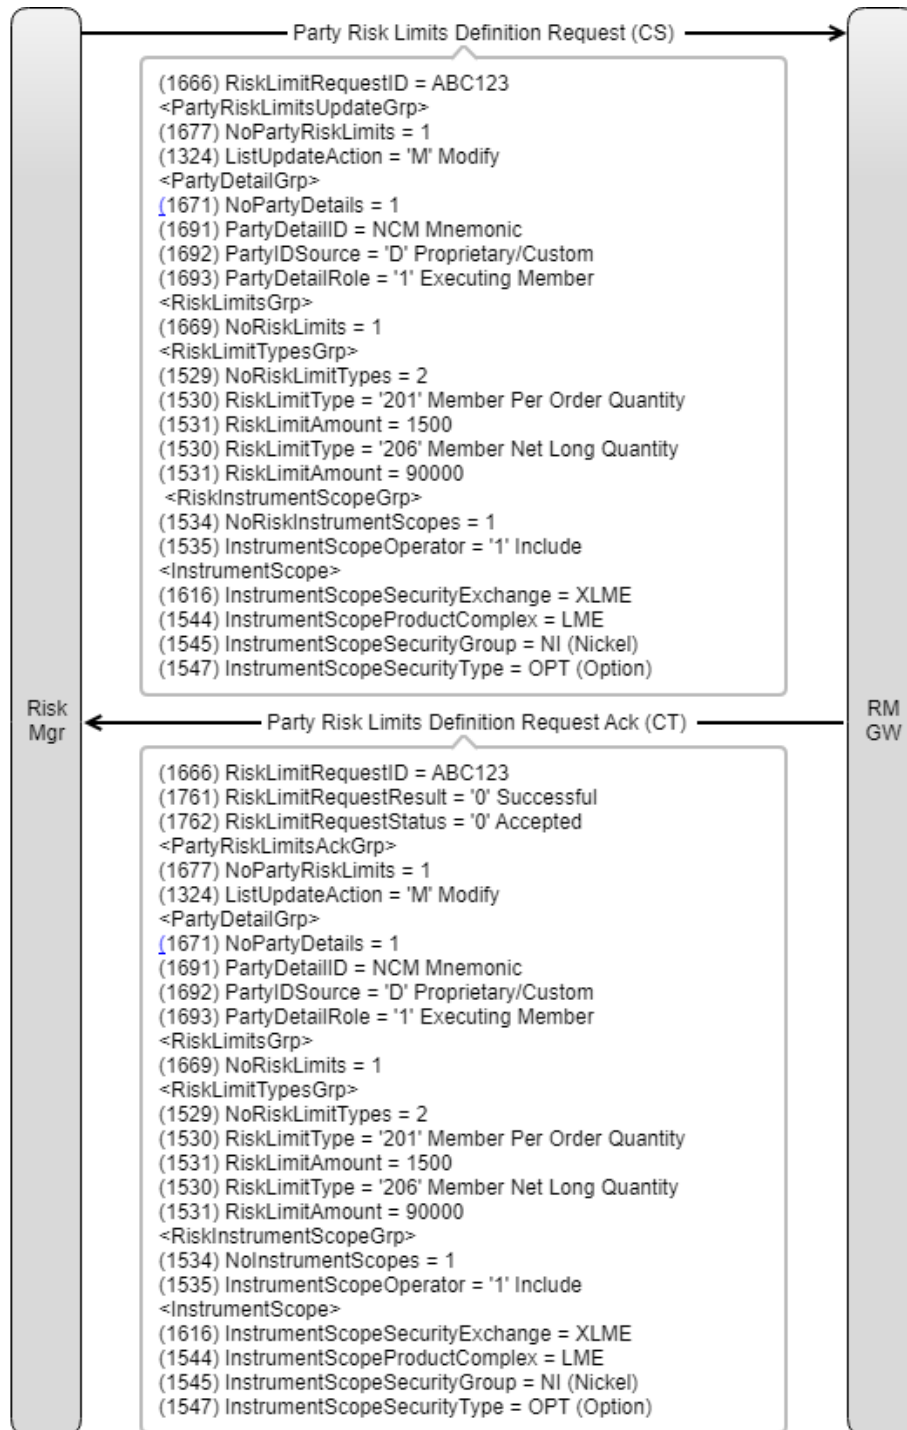 Party Risk Limits Definition Request (CS)
(1666) RiskLimitRequestID = ABC123
<PartyRiskLimitsUpdateGrp>
(1677) NoPartyRiskLimits = 1
(1324) ListUpdateAction = 'M' Modify
<PartyDetailGrp>
(1671) NoPartyDetails = 1
(1691) PartyDetailID = NCM Mnemonic
(1692) PartyIDSource = 'D' Proprietary/Custom
(1693) PartyDetailRole = '1' Executing Member
<RiskLimitsGrp>
(1669) NoRiskLimits = 1
<RiskLimitTypesGrp>
(1529) NoRiskLimitTypes = 2
(1530) RiskLimitType = '201' Member Per Order Quantity
(1531) RiskLimitAmount = 1500
(1530) RiskLimitType = '206' Member Net Long Quantity
(1531) RiskLimitAmount = 90000
<RiskInstrumentScopeGrp>
(1534) NoRiskInstrumentScopes = 1
(1535) InstrumentScopeOperator = '1' Include
<InstrumentScope>
(1616) InstrumentScopeSecurityExchange = XLME
(1544) InstrumentScopeProductComplex = LME
(1545) InstrumentScopeSecurityGroup = NI (Nickel)
(1547) InstrumentScopeSecurityType = OPT (Option)
Risk
Mgr
Party Risk Limits Definition Request Ack (CT)
RM
GW
(1666) RiskLimitRequestID = ABC123
(1761) RiskLimitRequestResult = '0' Successful
(1762) RiskLimitRequestStatus = '0' Accepted
<PartyRiskLimitsAckGrp>
(1677) NoPartyRiskLimits = 1
(1324) ListUpdateAction = 'M' Modify
<PartyDetailGrp>
(1671) NoPartyDetails = 1
(1691) PartyDetailID = NCM Mnemonic
(1692) PartyIDSource = 'D' Proprietary/Custom
(1693) PartyDetailRole = '1' Executing Member
<RiskLimitsGrp>
(1669) NoRiskLimits = 1
<RiskLimitTypesGrp>
(1529) NoRiskLimitTypes = 2
(1530) RiskLimitType = '201' Member Per Order Quantity
(1531) RiskLimitAmount = 1500
(1530) RiskLimitType = '206' Member Net Long Quantity
(1531) RiskLimitAmount = 90000
<RiskInstrumentScopeGrp>
(1534) NoInstrumentScopes = 1
(1535) InstrumentScopeOperator = '1' Include
<InstrumentScope>
(1616) InstrumentScopeSecurityExchange = XLME
(1544) InstrumentScopeProductComplex = LME
(1545) InstrumentScopeSecurityGroup = NI (Nickel)
(1547) InstrumentScopeSecurityType = OPT (Option)